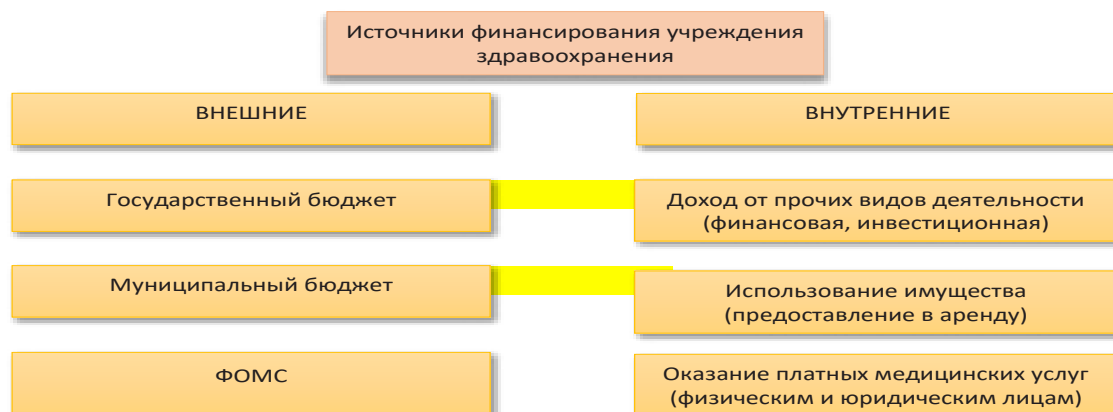 Источники финансирования учреждения
здравоохранения
ВНЕШНИЕ
ВНУТРЕННИЕ
Государственный бюджет
Доход от прочих видов деятельности
(финансовая, инвестиционная)
Муниципальный бюджет
Использование имущества
(предоставление в аренду)
ФОМС
Оказание платных медицинских услуг
(физическим и юридическим лицам)